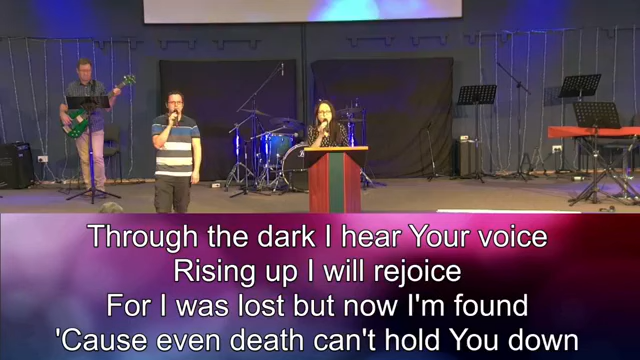 Through the dark I hear Your voice
Rising up I will rejoice
For I was lost but now I'm found
'Cause even death can't hold You down